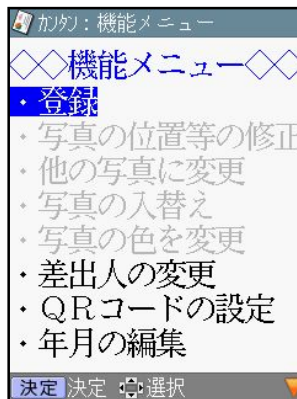 カンタン：機能メニュー
◇◇機能メニュー◇◇
・登録
・写真の位置等の修正
・他の写真に変更
・写真の入替え
・写真の色を変更
・差出人の変更
・ＱＲコードの設定
・年月の編集
決定 決定 選択